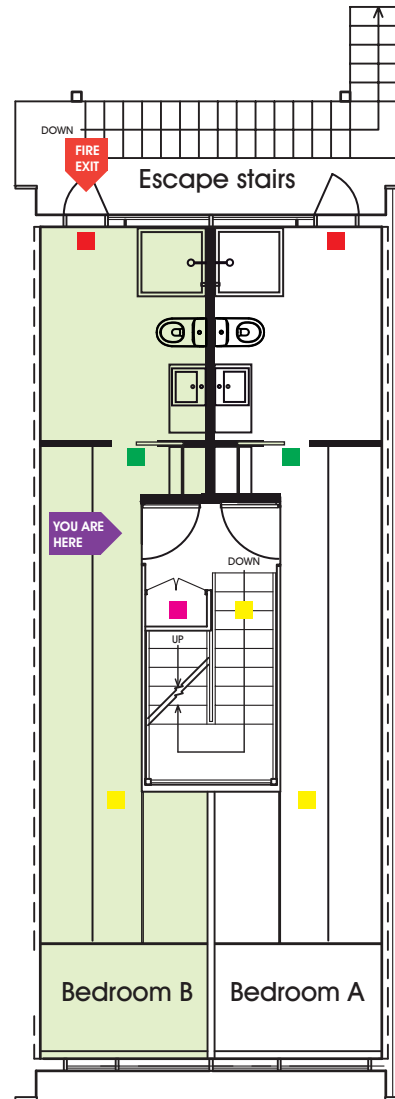 DOWN
FIRE
EXIT
Escape stairs
YOU ARE
HERE
DOWN
UP
Bedroom B
Bedroom A